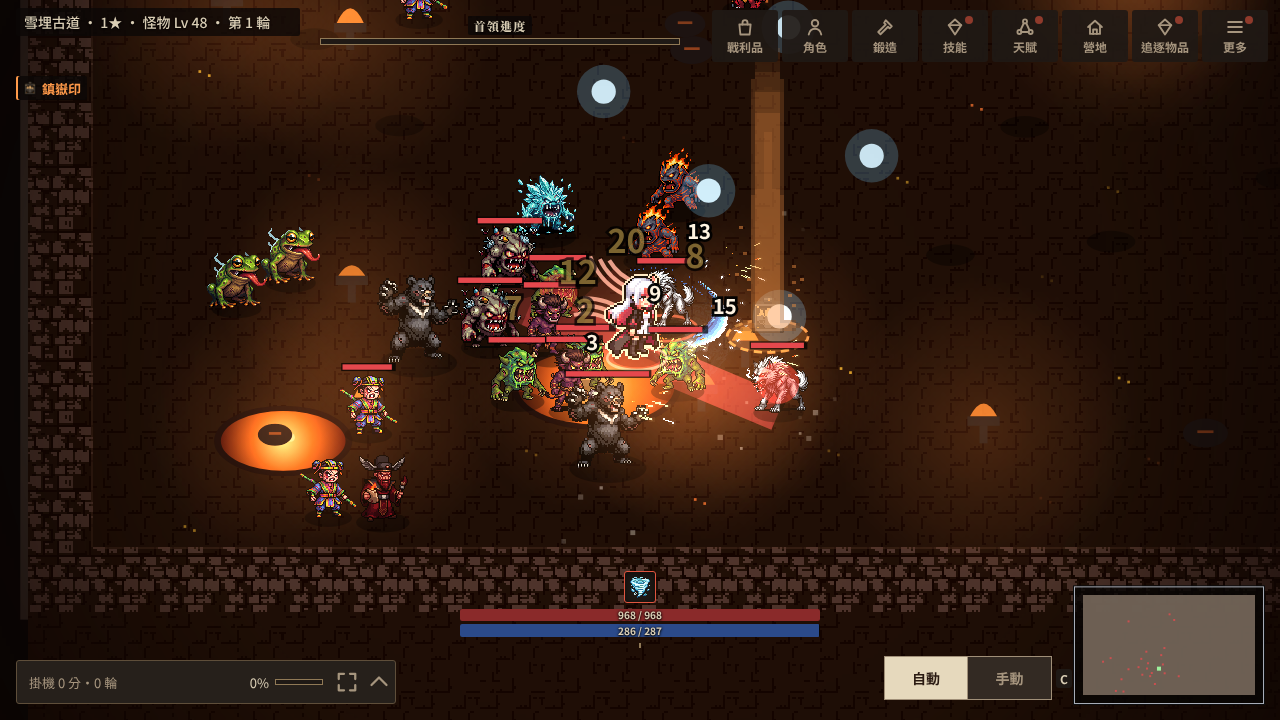 雪埋古道 · 1★ · 怪物 Lv 48 · 第 1 輪
首領進度
戰利品
角色
鍛造
技能
天賦
營地
追逐物品
更多
鎮嶽印
20
13
8
12
9
7
2
15
3
968 / 968
286 / 287
掛機 0 分 · 0 輪
0%
自動
手動
C